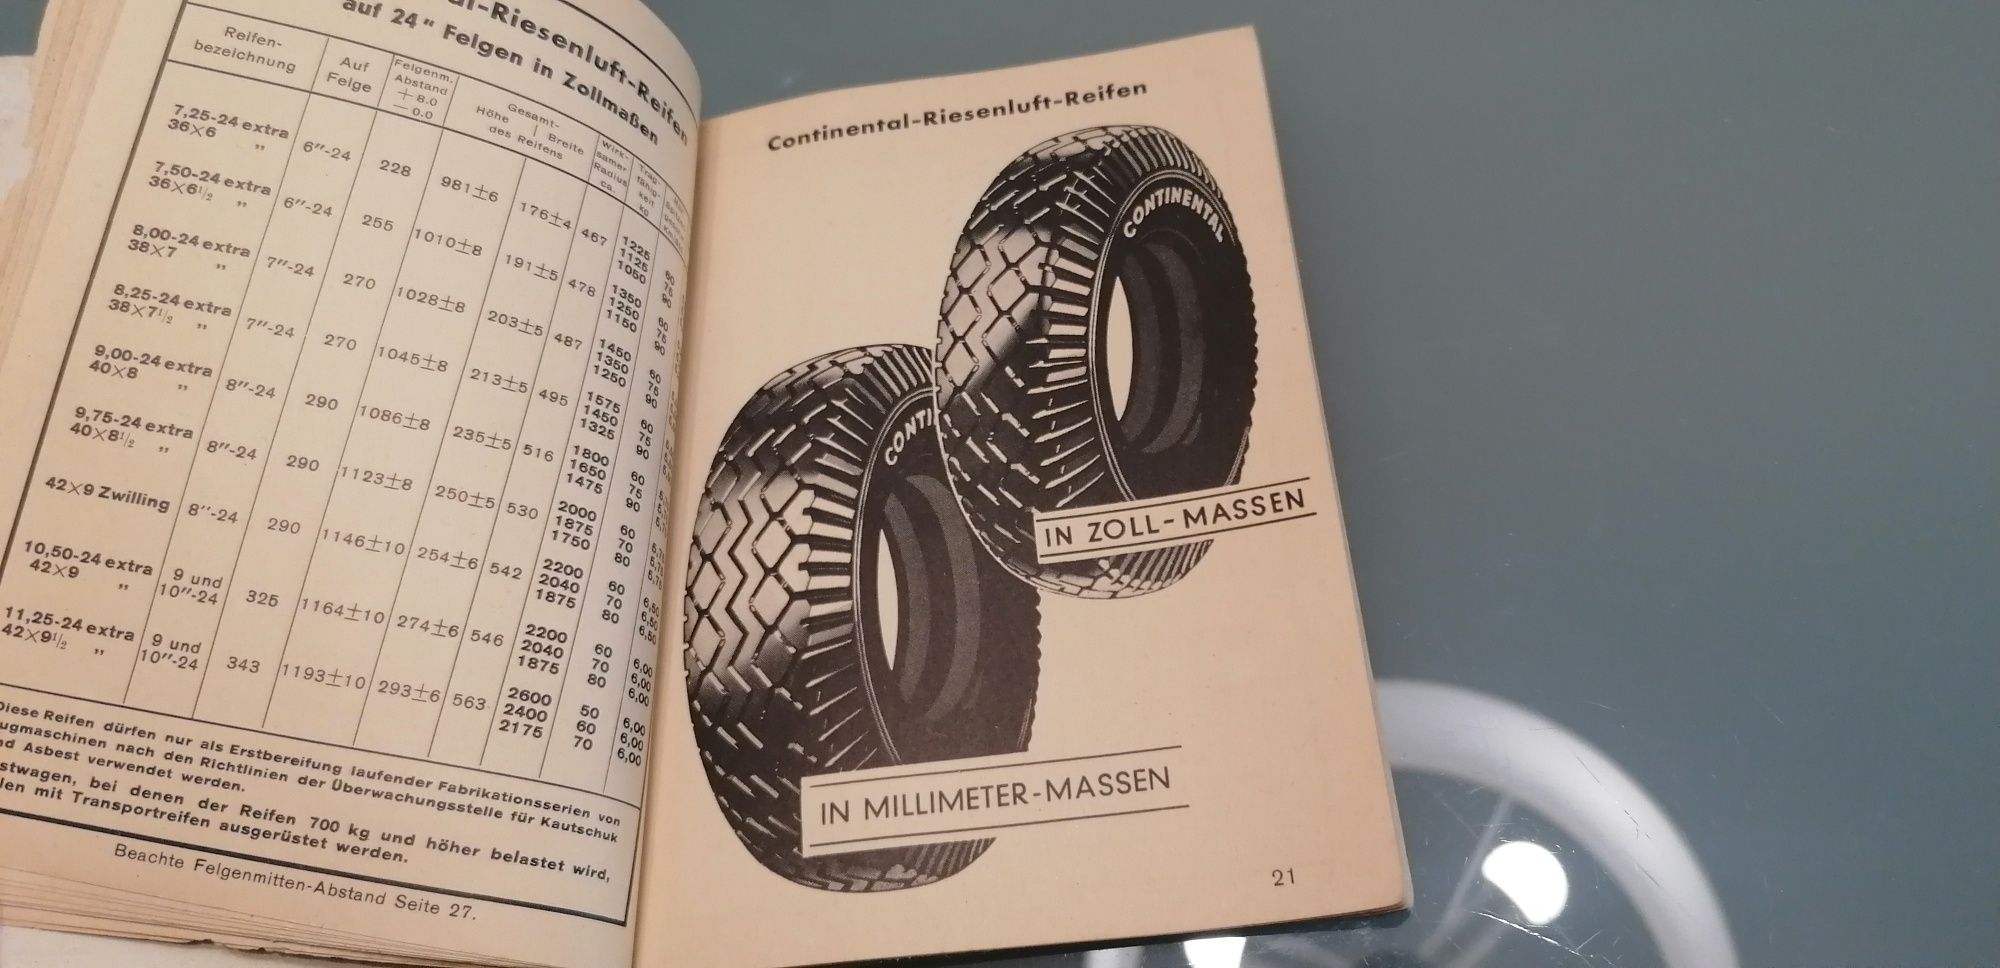 al-Riesenluft-Reifen
auf 24" Felgen in Zollmaßen
Reifen-
bezeichnung
Auf
Felge
Felgenm.
Abstand
+ 8.0
— 0.0
Gesamt-
Höhe | Breite
des Reifens
Wirk-
samer
Radius
ca.
Trag-
fähig-
keit
kg
7,25-24 extra
36×6 „
6″-24 228 981±6 176±4 467
1225 60
1125 75
1050 90
7,50-24 extra
36×6½ „
6″-24 255 1010±8 191±5 478
1350 60
1250 75
1150 90
8,00-24 extra
38×7 „
7″-24 270 1028±8 203±5 487
1450 60
1350 75
1250 90
8,25-24 extra
38×7½ „
7″-24 270 1045±8 213±5 495
1575 60
1450 75
1325 90
9,00-24 extra
40×8 „
8″-24 290 1086±8 235±5 516
1800 60
1650 75
1475 90
9,75-24 extra
40×8½ „
8″-24 290 1123±8 250±5 530
2000 60
1875 70
1750 80
42×9 Zwilling 8″-24 290 1146±10 254±6 542
2200 60
2040 70
1875 80
10,50-24 extra
42×9 „
9 und
10″-24
325 1164±10 274±6 546
2200 60 6,00
2040 70 6,00
1875 80 6,00
11,25-24 extra
42×9½ „
9 und
10″-24
343 1193±10 293±6 563
2600 50 6,00
2400 60 6,00
2175 70 6,00
Diese Reifen dürfen nur als Erstbereifung laufender Fabrikationsserien von
ugmaschinen nach den Richtlinien der Überwachungsstelle für Kautschuk
nd Asbest verwendet werden.
stwagen, bei denen der Reifen 700 kg und höher belastet wird,
len mit Transportreifen ausgerüstet werden.
Beachte Felgenmitten-Abstand Seite 27.
Continental-Riesenluft-Reifen
CONTINENTAL
CONTI
IN ZOLL-MASSEN
IN MILLIMETER-MASSEN
21